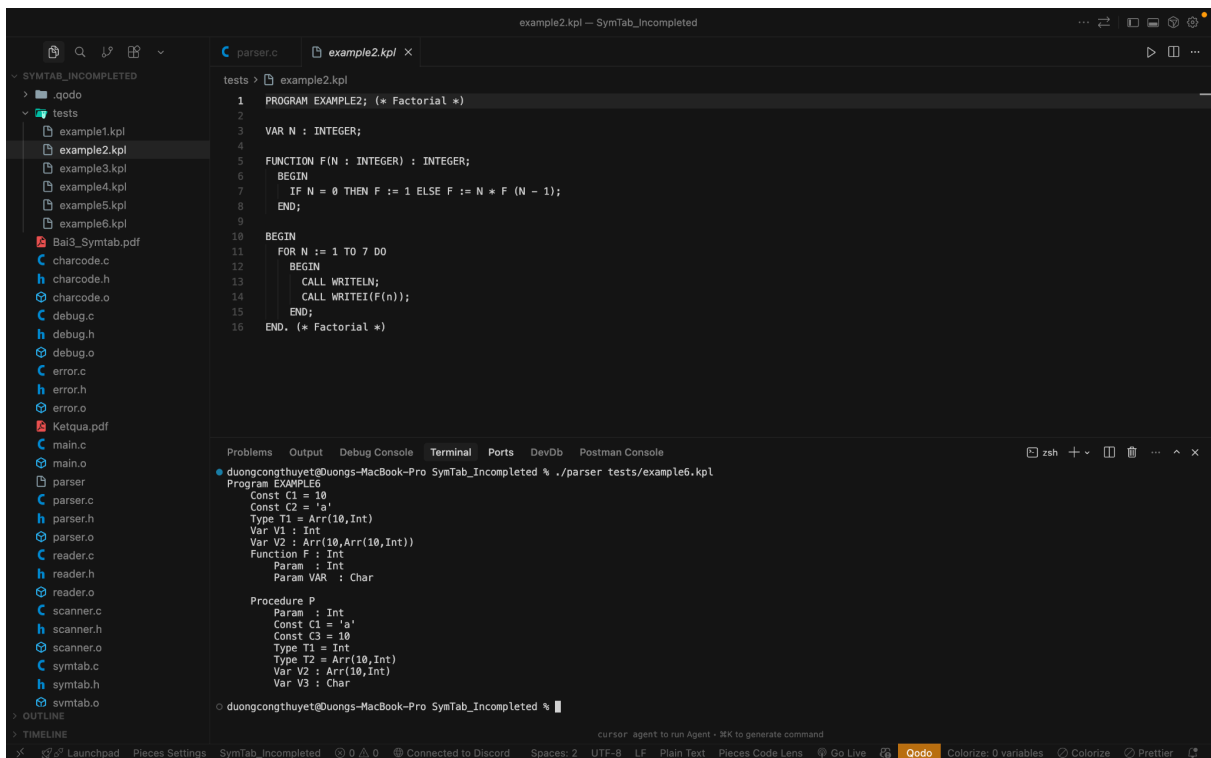 example2.kpl — SymTab_Incompleted
parser.c
example2.kpl
SYMTAB_INCOMPLETED
.qodo
tests
example1.kpl
example2.kpl
example3.kpl
example4.kpl
example5.kpl
example6.kpl
Bai3_Symtab.pdf
charcode.c
charcode.h
charcode.o
debug.c
debug.h
debug.o
error.c
error.h
error.o
Ketqua.pdf
main.c
main.o
parser
parser.c
parser.h
parser.o
reader.c
reader.h
reader.o
scanner.c
scanner.h
scanner.o
symtab.c
symtab.h
symtab.o
OUTLINE
TIMELINE
tests > example2.kpl
1 PROGRAM EXAMPLE2; (* Factorial *)
2
3 VAR N : INTEGER;
4
5 FUNCTION F(N : INTEGER) : INTEGER;
6 BEGIN
7 IF N = 0 THEN F := 1 ELSE F := N * F (N - 1);
8 END;
9
10 BEGIN
11 FOR N := 1 TO 7 DO
12 BEGIN
13 CALL WRITELN;
14 CALL WRITEI(F(n));
15 END;
16 END. (* Factorial *)
Problems Output Debug Console Terminal Ports DevDb Postman Console
zsh
duongcongthuyet@Duongs-MacBook-Pro SymTab_Incompleted % ./parser tests/example6.kpl
Program EXAMPLE6
Const C1 = 10
Const C2 = 'a'
Type T1 = Arr(10,Int)
Var V1 : Int
Var V2 : Arr(10,Arr(10,Int))
Function F : Int
Param : Int
Param VAR : Char
Procedure P
Param : Int
Const C1 = 'a'
Const C3 = 10
Type T1 = Int
Type T2 = Arr(10,Int)
Var V2 : Arr(10,Int)
Var V3 : Char
duongcongthuyet@Duongs-MacBook-Pro SymTab_Incompleted %
cursor agent to run Agent · ⌘K to generate command
Launchpad Pieces Settings SymTab_Incompleted 0 0 Connected to Discord Spaces: 2 UTF-8 LF Plain Text Pieces Code Lens Go Live Qodo Colorize: 0 variables Colorize Prettier